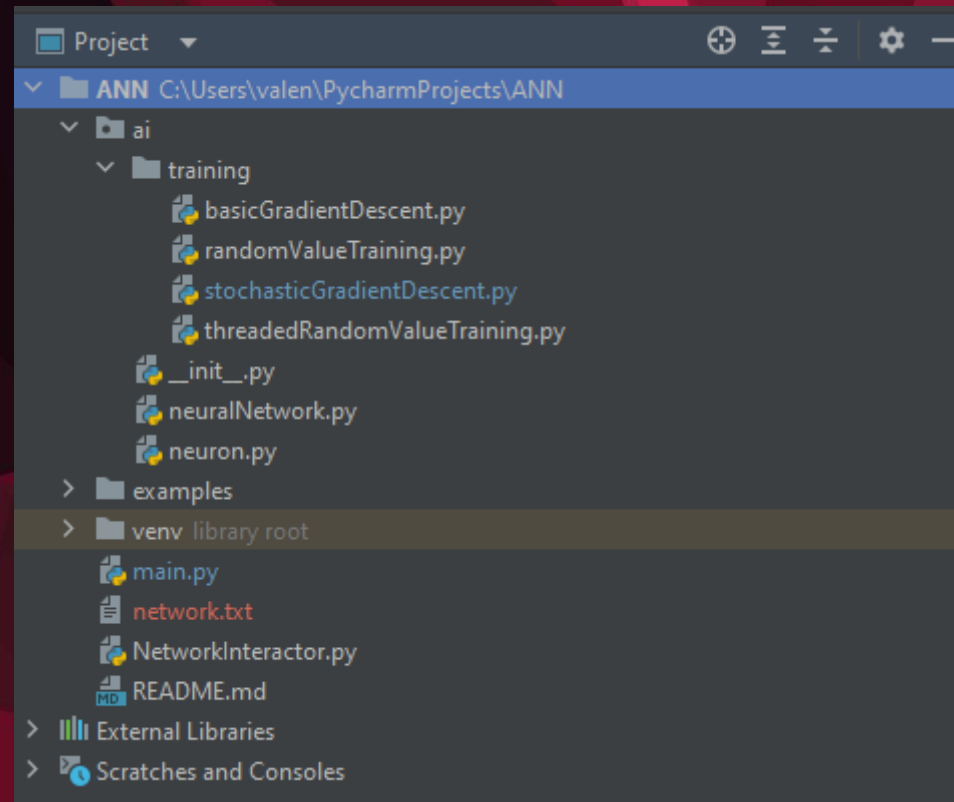 Project
ANN C:\Users\valen\PycharmProjects\ANN
ai
training
basicGradientDescent.py
randomValueTraining.py
stochasticGradientDescent.py
threadedRandomValueTraining.py
__init__.py
neuralNetwork.py
neuron.py
examples
venv library root
main.py
network.txt
NetworkInteractor.py
MD README.md
External Libraries
Scratches and Consoles